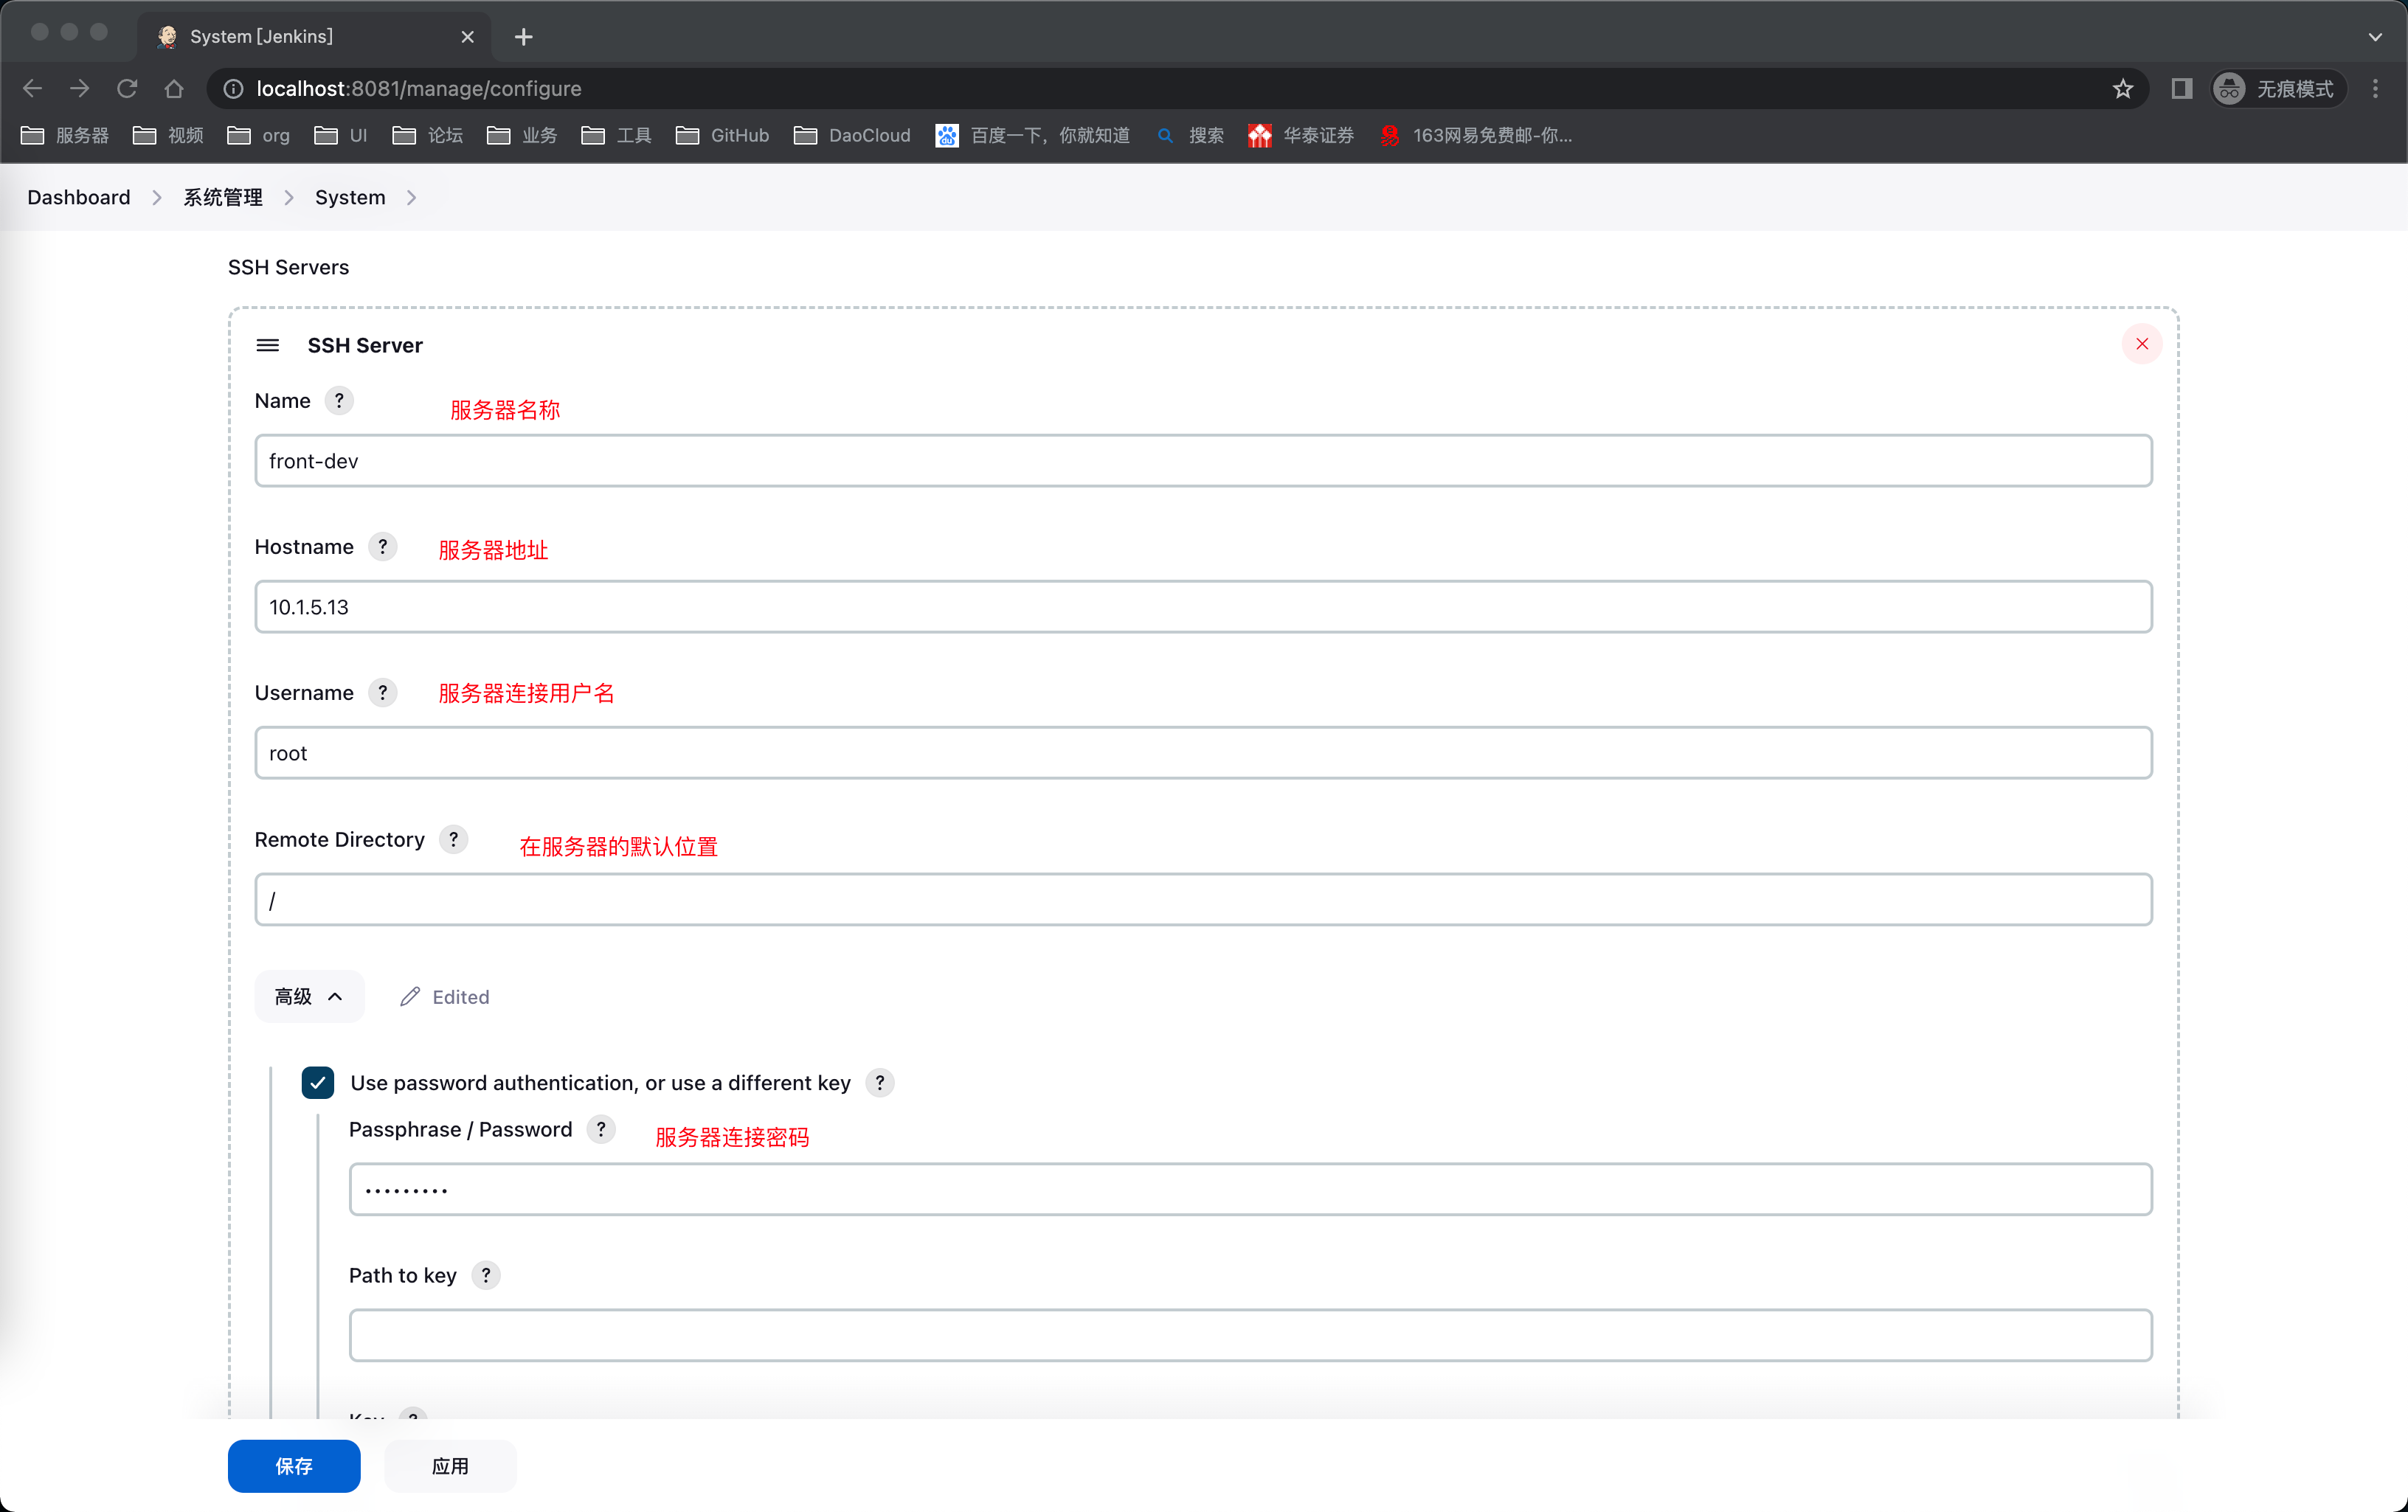 System [Jenkins]
localhost:8081/manage/configure
无痕模式
服务器 视频 org UI 论坛 业务 工具 GitHub DaoCloud 百度一下，你就知道 搜索 华泰证券 163网易免费邮-你...
Dashboard 系统管理 System
SSH Servers
SSH Server
Name ? 服务器名称
front-dev
Hostname ? 服务器地址
10.1.5.13
Username ? 服务器连接用户名
root
Remote Directory ? 在服务器的默认位置
/
高级 Edited
Use password authentication, or use a different key ?
Passphrase / Password ? 服务器连接密码
•••••••••
Path to key ?
Key ?
保存 应用